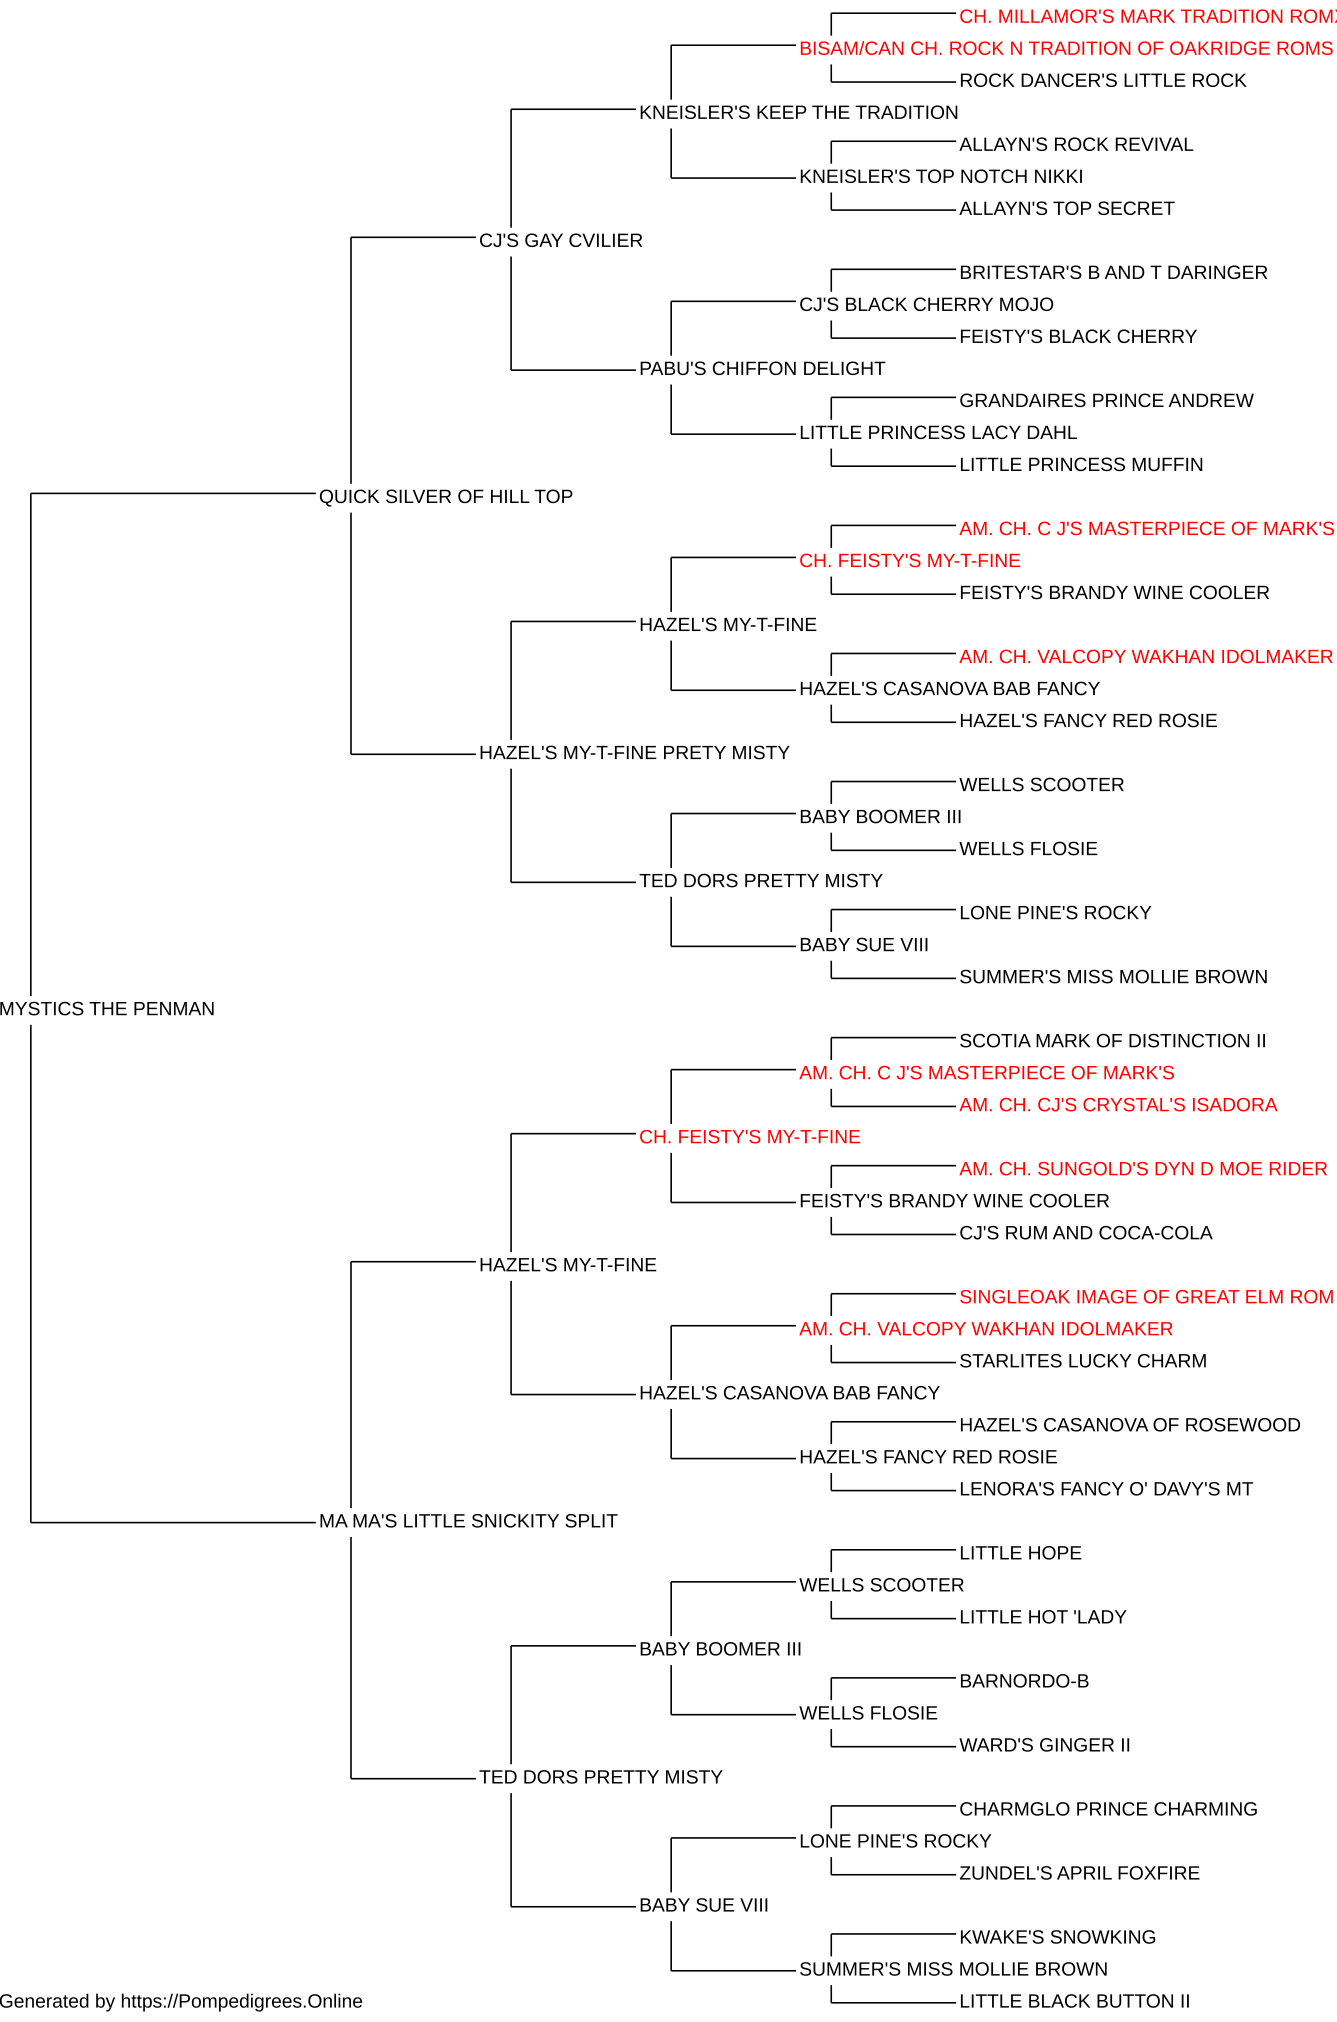 CH. MILLAMOR'S MARK TRADITION
BISAM/CAN CH. ROCK N TRADITION OF OAKRIDGE ROMS
ROCK DANCER'S LITTLE ROCK
KNEISLER'S KEEP THE TRADITION
ALLAYN'S ROCK REVIVAL
KNEISLER'S TOP NOTCH NIKKI
ALLAYN'S TOP SECRET
CJ'S GAY CVILIER
BRITESTAR'S B AND T DARINGER
CJ'S BLACK CHERRY MOJO
FEISTY'S BLACK CHERRY
PABU'S CHIFFON DELIGHT
GRANDAIRES PRINCE ANDREW
LITTLE PRINCESS LACY DAHL
LITTLE PRINCESS MUFFIN
QUICK SILVER OF HILL TOP
AM. CH. C J'S MASTERPIECE OF MARK'S
CH. FEISTY'S MY-T-FINE
FEISTY'S BRANDY WINE COOLER
HAZEL'S MY-T-FINE
AM. CH. VALCOPY WAKHAN IDOLMAKER
HAZEL'S CASANOVA BAB FANCY
HAZEL'S FANCY RED ROSIE
HAZEL'S MY-T-FINE PRETY MISTY
WELLS SCOOTER
BABY BOOMER III
WELLS FLOSIE
TED DORS PRETTY MISTY
LONE PINE'S ROCKY
BABY SUE VIII
SUMMER'S MISS MOLLIE BROWN
MYSTICS THE PENMAN
SCOTIA MARK OF DISTINCTION II
AM. CH. C J'S MASTERPIECE OF MARK'S
AM. CH. CJ'S CRYSTAL'S ISADORA
CH. FEISTY'S MY-T-FINE
AM. CH. SUNGOLD'S DYN D MOE RIDER
FEISTY'S BRANDY WINE COOLER
CJ'S RUM AND COCA-COLA
HAZEL'S MY-T-FINE
SINGLEOAK IMAGE OF GREAT ELM ROM
AM. CH. VALCOPY WAKHAN IDOLMAKER
STARLITES LUCKY CHARM
HAZEL'S CASANOVA BAB FANCY
HAZEL'S CASANOVA OF ROSEWOOD
HAZEL'S FANCY RED ROSIE
LENORA'S FANCY O' DAVY'S MT
MA MA'S LITTLE SNICKITY SPLIT
LITTLE HOPE
WELLS SCOOTER
LITTLE HOT 'LADY
BABY BOOMER III
BARNORDO-B
WELLS FLOSIE
WARD'S GINGER II
TED DORS PRETTY MISTY
CHARMGLO PRINCE CHARMING
LONE PINE'S ROCKY
ZUNDEL'S APRIL FOXFIRE
BABY SUE VIII
KWAKE'S SNOWKING
SUMMER'S MISS MOLLIE BROWN
LITTLE BLACK BUTTON II
Generated by https://Pompedigrees.Online